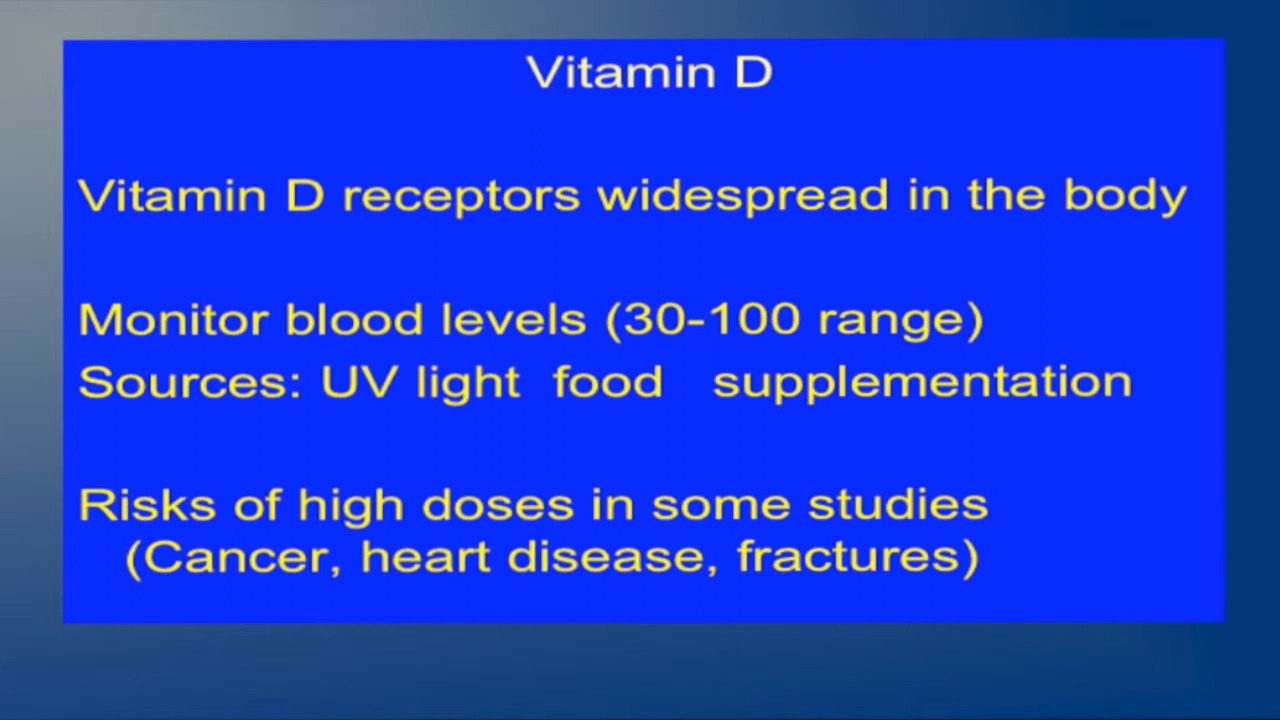 Vitamin D
Vitamin D receptors widespread in the body
Monitor blood levels (30-100 range)
Sources: UV light food supplementation
Risks of high doses in some studies
(Cancer, heart disease, fractures)